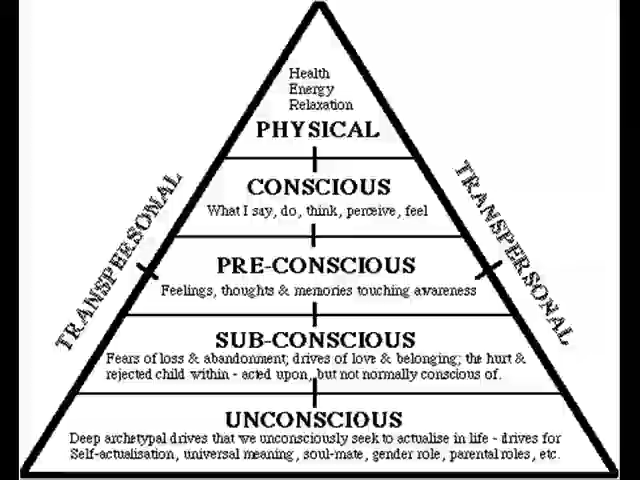 Health
Energy
Relaxation
PHYSICAL
CONSCIOUS
What I say, do, think, perceive, feel
PRE-CONSCIOUS
Feelings, thoughts & memories touching awareness
SUB-CONSCIOUS
Fears of loss & abandonment; drives of love & belonging; the hurt &
rejected child within - acted upon, but not normally conscious of.
UNCONSCIOUS
Deep archetypal drives that we unconsciously seek to actualise in life - drives for
Self-actualisation, universal meaning, soul-mate, gender role, parental roles, etc.
TRANSPERSONAL
TRANSPERSONAL